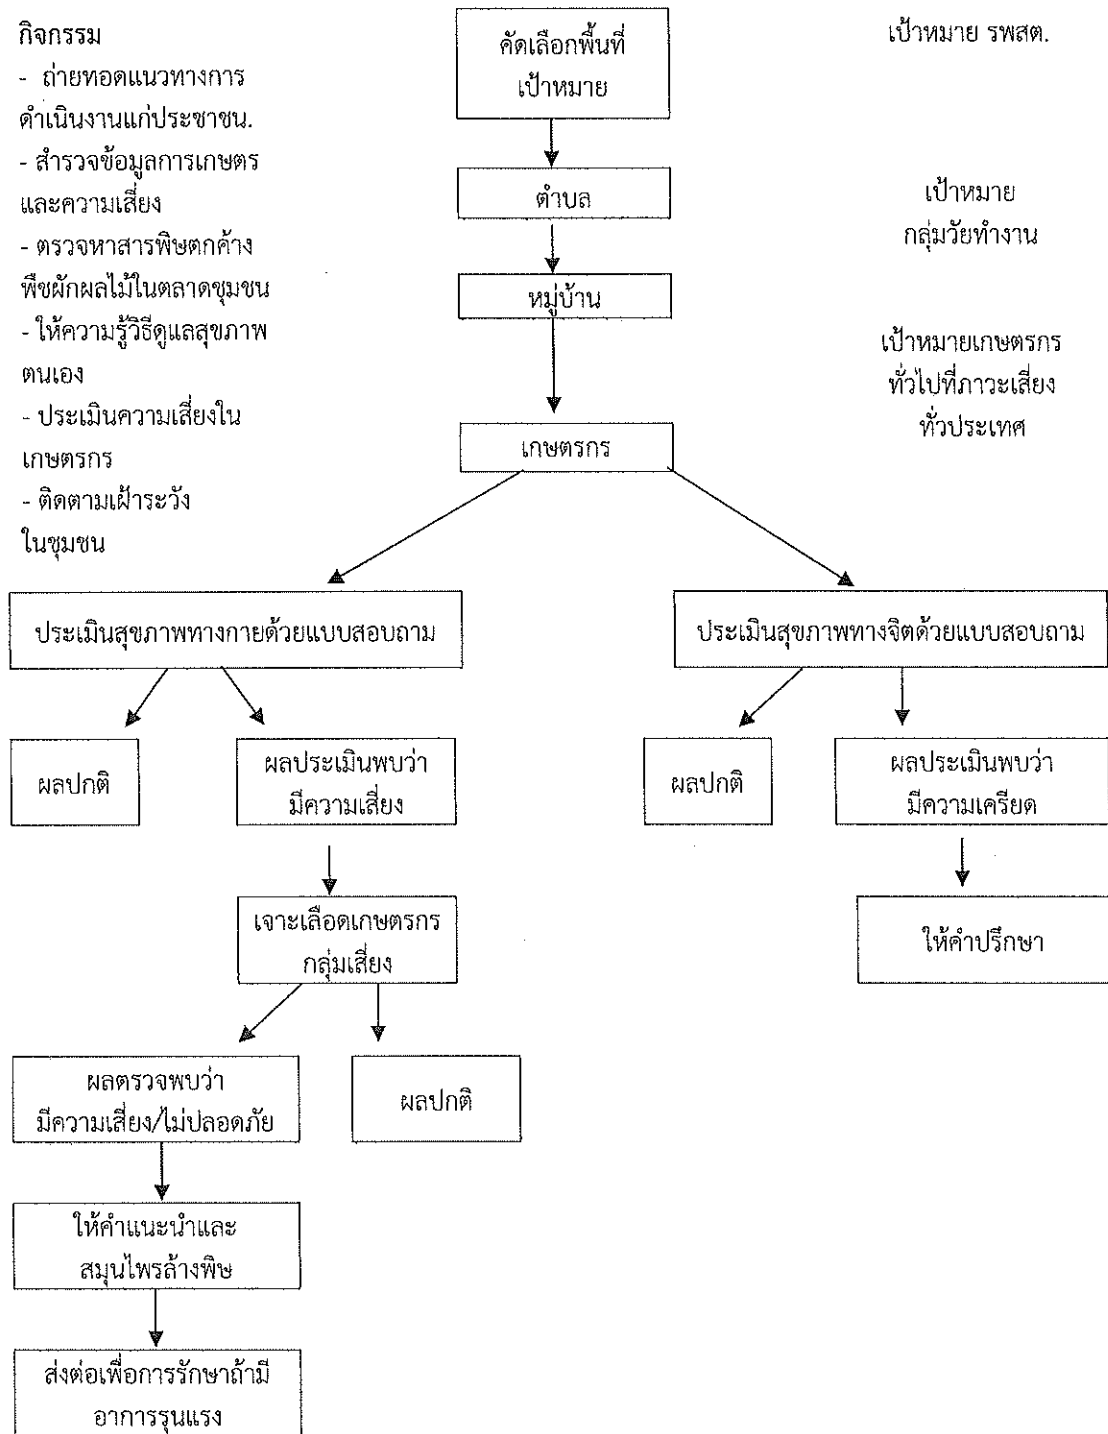 กิจกรรม
- ถ่ายทอดแนวทางการ
ดำเนินงานแก่ประชาชน.
- สำรวจข้อมูลการเกษตร
และความเสี่ยง
- ตรวจหาสารพิษตกค้าง
พืชผักผลไม้ในตลาดชุมชน
- ให้ความรู้วิธีดูแลสุขภาพ
ตนเอง
- ประเมินความเสี่ยงใน
เกษตรกร
- ติดตามเฝ้าระวัง
ในชุมชน
คัดเลือกพื้นที่
เป้าหมาย
ตำบล
หมู่บ้าน
เกษตรกร
เป้าหมาย รพสต.
เป้าหมาย
กลุ่มวัยทำงาน
เป้าหมายเกษตรกร
ทั่วไปที่ภาวะเสี่ยง
ทั่วประเทศ
ประเมินสุขภาพทางกายด้วยแบบสอบถาม
ประเมินสุขภาพทางจิตด้วยแบบสอบถาม
ผลปกติ
ผลประเมินพบว่า
มีความเสี่ยง
ผลปกติ
ผลประเมินพบว่า
มีความเครียด
เจาะเลือดเกษตรกร
กลุ่มเสี่ยง
ให้คำปรึกษา
ผลตรวจพบว่า
มีความเสี่ยง/ไม่ปลอดภัย
ผลปกติ
ให้คำแนะนำและ
สมุนไพรล้างพิษ
ส่งต่อเพื่อการรักษาถ้ามี
อาการรุนแรง